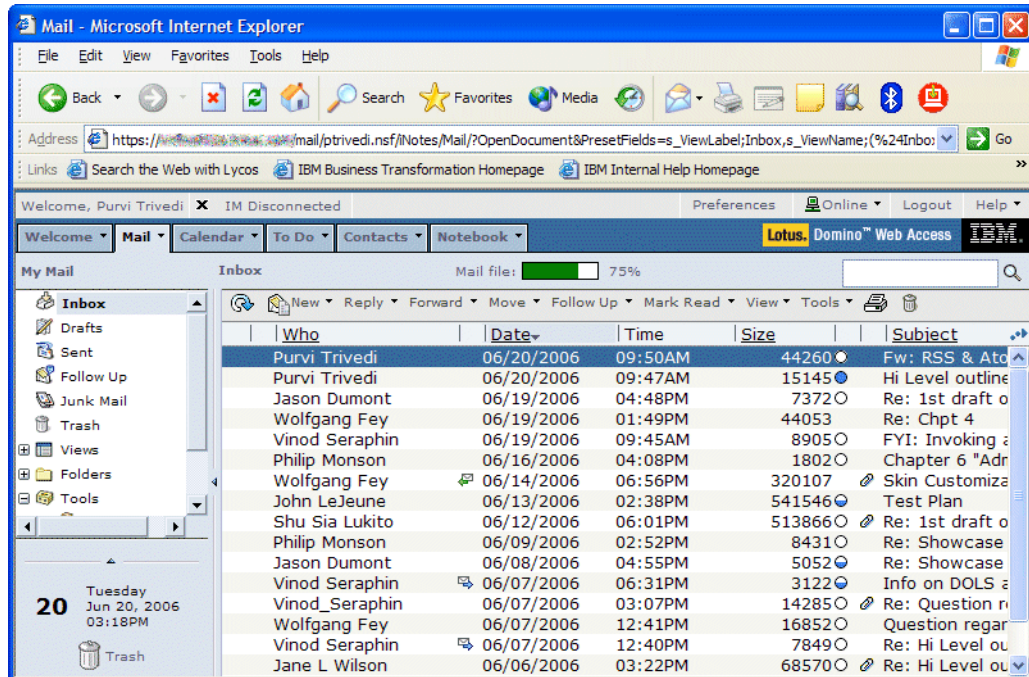 Mail - Microsoft Internet Explorer
File Edit View Favorites Tools Help
Back Search Favorites Media
Address https:// /mail/ptrivedi.nsf/iNotes/Mail/?OpenDocument&PresetFields=s_ViewLabel;Inbox,s_ViewName;(%24Inbo: Go
Links Search the Web with Lycos IBM Business Transformation Homepage IBM Internal Help Homepage »
Welcome, Purvi Trivedi X IM Disconnected Preferences Online Logout Help
Welcome Mail Calendar To Do Contacts Notebook Lotus. Domino™ Web Access IBM.
My Mail Inbox Mail file: 75%
Inbox
Drafts
Sent
Follow Up
Junk Mail
Trash
Views
Folders
Tools
20
Tuesday
Jun 20, 2006
03:18PM
Trash
New Reply Forward Move Follow Up Mark Read View Tools
Who Date Time Size Subject
Purvi Trivedi 06/20/2006 09:50AM 44260 Fw: RSS & Ato
Purvi Trivedi 06/20/2006 09:47AM 15145 Hi Level outline
Jason Dumont 06/19/2006 04:48PM 7372 Re: 1st draft o
Wolfgang Fey 06/19/2006 01:49PM 44053 Re: Chpt 4
Vinod Seraphin 06/19/2006 09:45AM 8905 FYI: Invoking a
Philip Monson 06/16/2006 04:08PM 1802 Chapter 6 "Adr
Wolfgang Fey 06/14/2006 06:56PM 320107 Skin Customiza
John LeJeune 06/13/2006 02:38PM 541546 Test Plan
Shu Sia Lukito 06/12/2006 06:01PM 513866 Re: 1st draft o
Philip Monson 06/09/2006 02:52PM 8431 Re: Showcase
Jason Dumont 06/08/2006 04:55PM 5052 Re: Showcase
Vinod Seraphin 06/07/2006 06:31PM 3122 Info on DOLS a
Vinod_Seraphin 06/07/2006 03:07PM 14285 Re: Question r
Wolfgang Fey 06/07/2006 12:41PM 16852 Question regar
Vinod Seraphin 06/07/2006 12:40PM 7849 Re: Hi Level ou
Jane L Wilson 06/06/2006 03:22PM 68570 Re: Hi Level ou